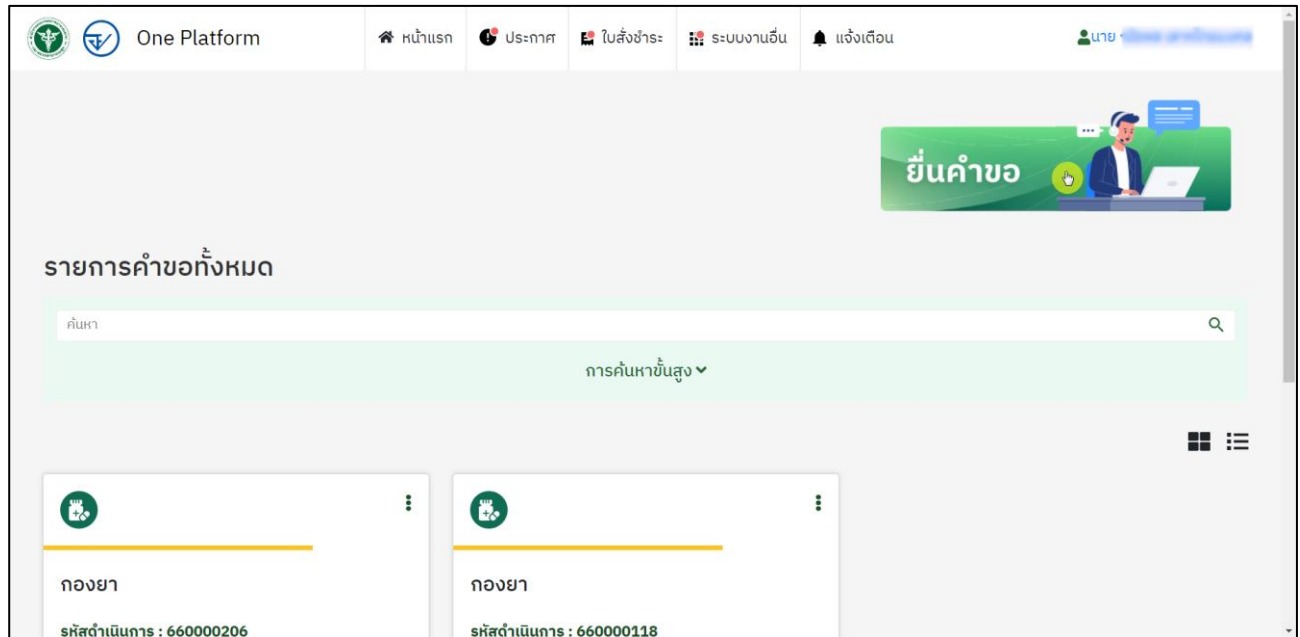 One Platform
หน้าแรก
ประกาศ
ใบสั่งชำระ
ระบบงานอื่น
แจ้งเตือน
นาย
ยื่นคำขอ
รายการคำขอทั้งหมด
ค้นหา
การค้นหาขั้นสูง
กองยา
รหัสดำเนินการ : 660000206
กองยา
รหัสดำเนินการ : 660000118